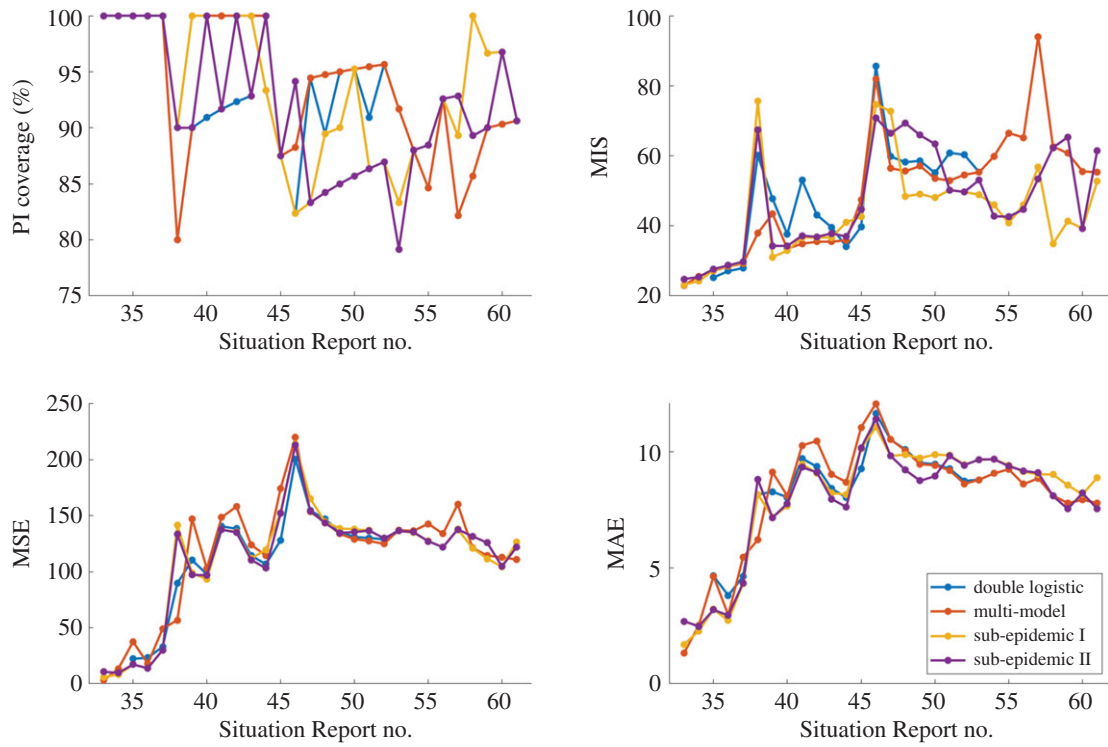 PI coverage (%)
100
95
90
85
80
75
35 40 45 50 55 60
Situation Report no.
MIS
100
80
60
40
20
35 40 45 50 55 60
Situation Report no.
MSE
250
200
150
100
50
0
35 40 45 50 55 60
Situation Report no.
MAE
10
5
0
35 40 45 50 55 60
Situation Report no.
double logistic
multi-model
sub-epidemic I
sub-epidemic II